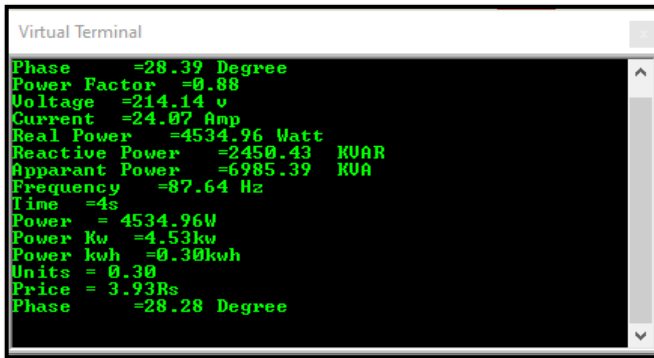 Virtual Terminal
Phase =28.39 Degree
Power Factor =0.88
Voltage =214.14 v
Current =24.07 Amp
Real Power =4534.96 Watt
Reactive Power =2450.43 KVAR
Apparant Power =6985.39 KVA
Frequency =87.64 Hz
Time =4s
Power = 4534.96W
Power Kw =4.53kw
Power kwh =0.30kwh
Units = 0.30
Price = 3.93Rs
Phase =28.28 Degree